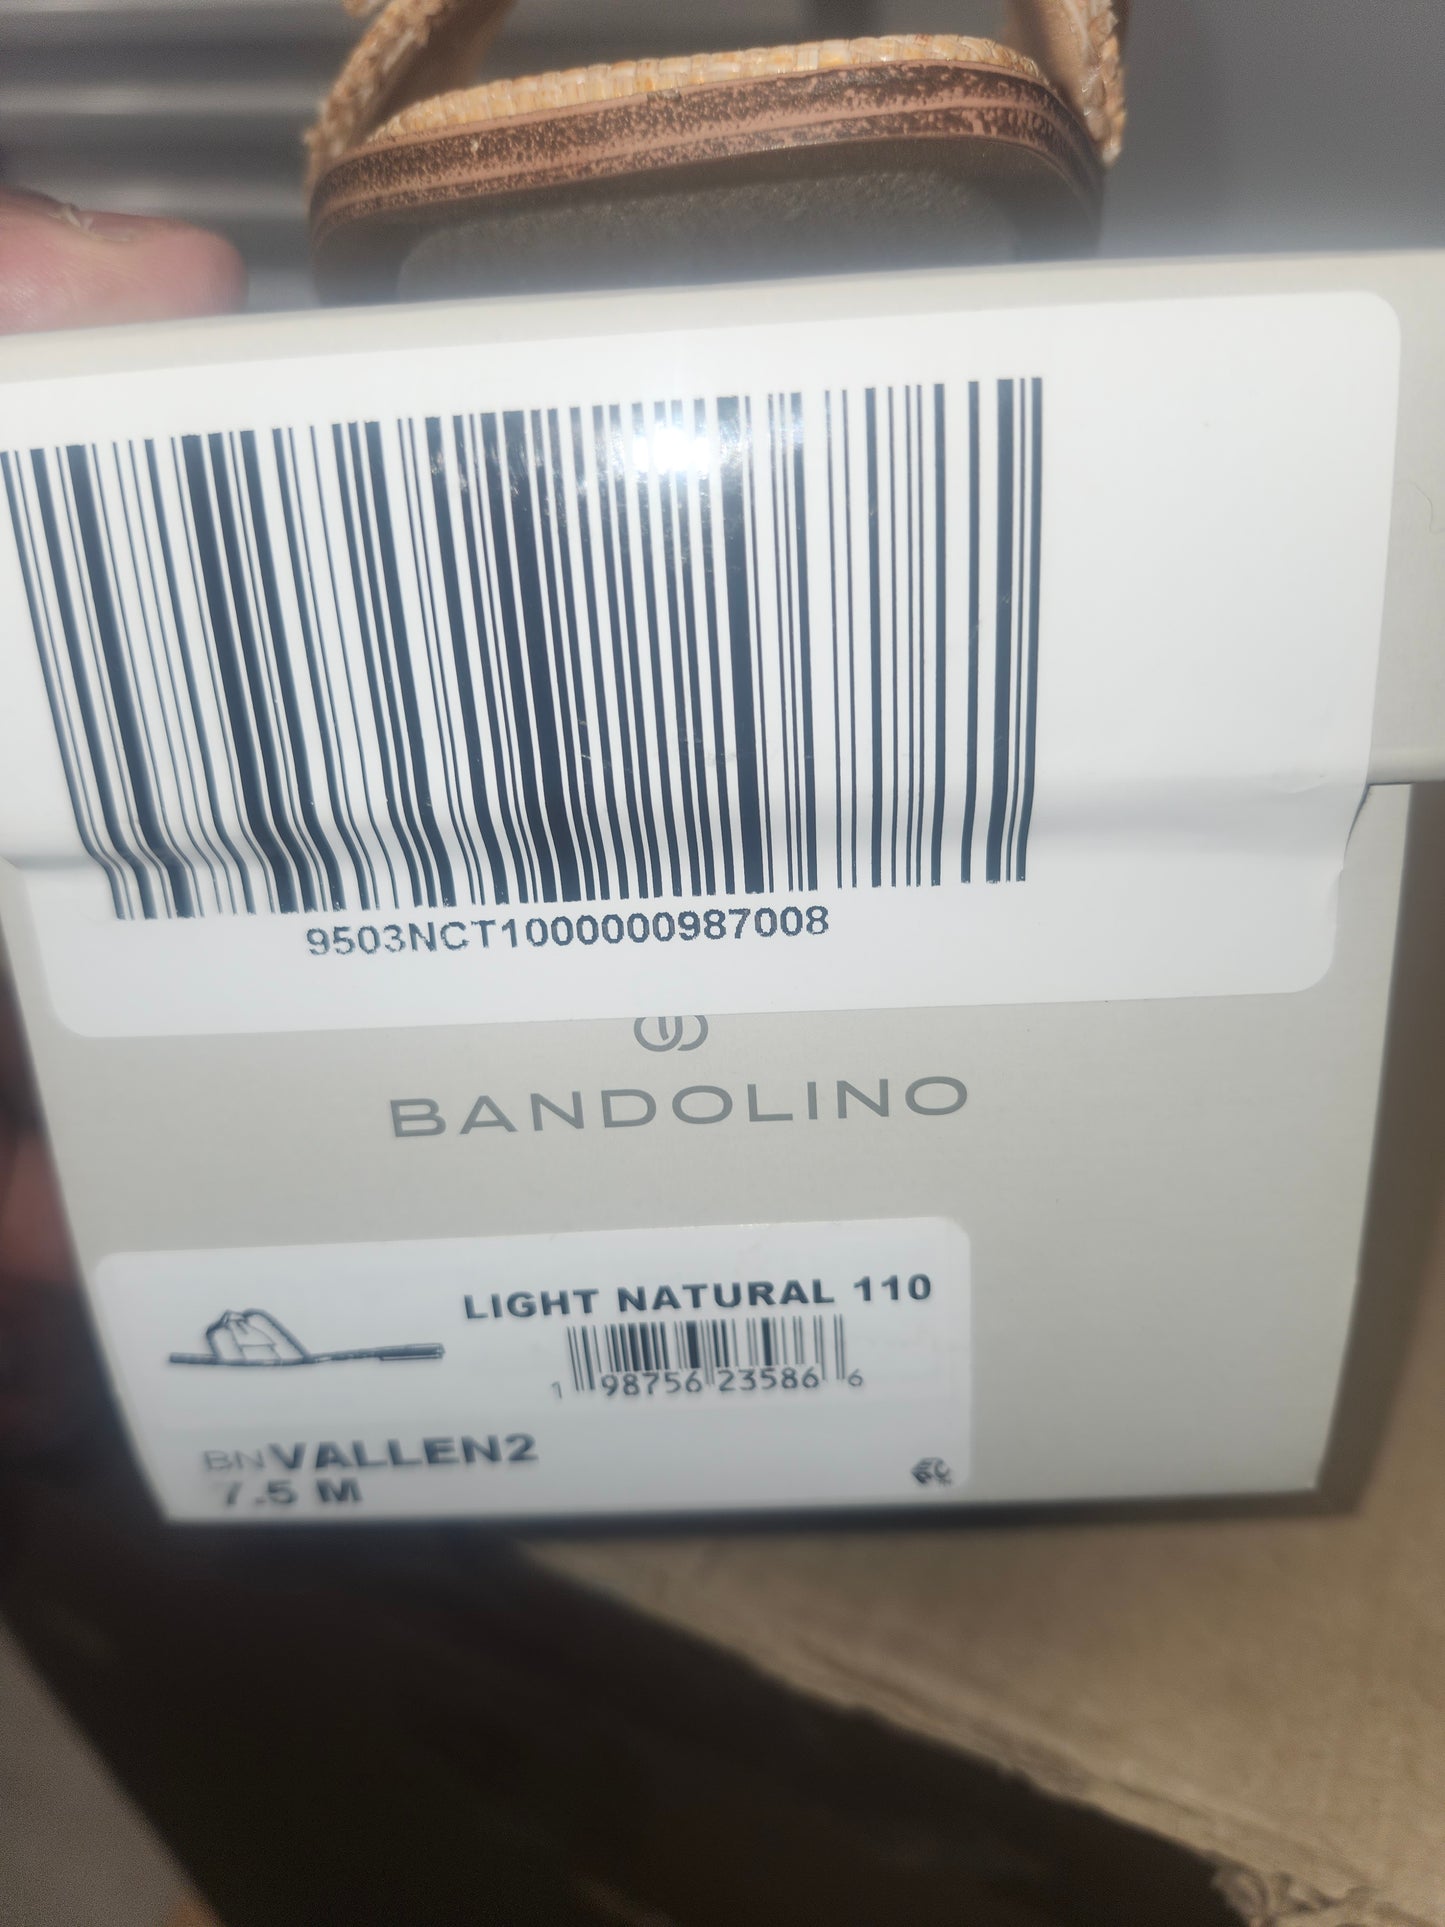 9503NCT1000000987008
BANDOLINO
LIGHT NATURAL 110
1 98756 23586 6
BNVALLEN2
7.5 M